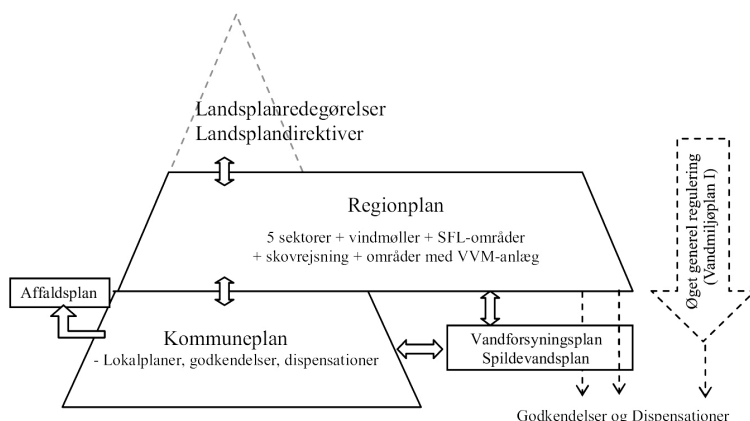 Landsplanredegørelser
Landsplandirektiver
Regionplan
5 sektorer + vindmøller + SFL-områder
+ skovrejsning + områder med VVM-anlæg
Øget generel regulering
(Vandmiljøplan I)
Affaldsplan
Kommuneplan
- Lokalplaner, godkendelser, dispensationer
Vandforsyningsplan
Spildevandsplan
Godkendelser og Dispensationer